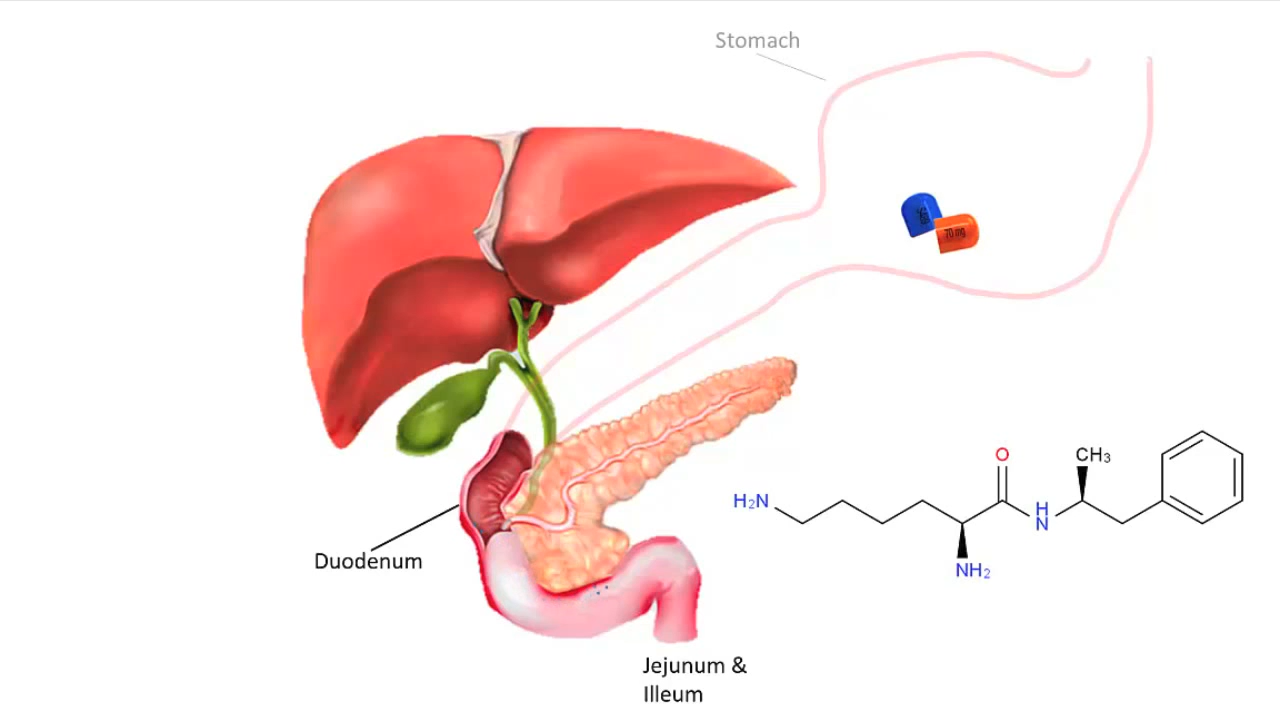 Stomach
70 mg
O
CH₃
H₂N
H
N
NH₂
Duodenum
Jejunum &
Illeum